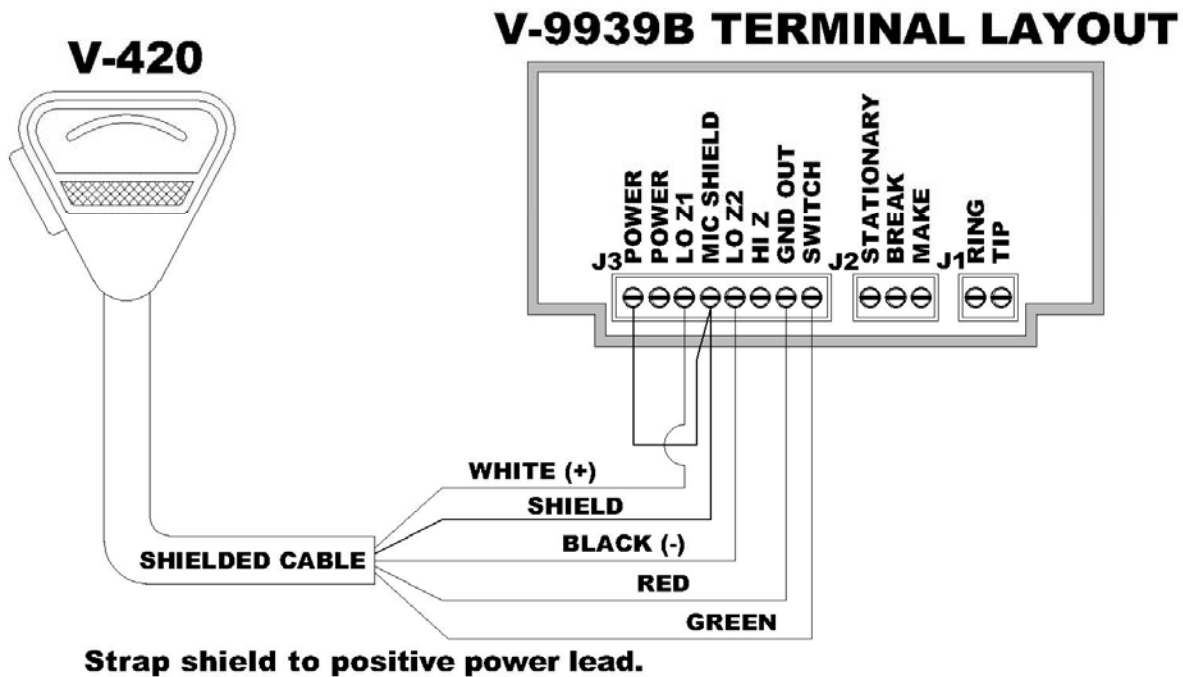 V-9939B TERMINAL LAYOUT
V-420
J3
POWER
POWER
LO Z1
MIC SHIELD
LO Z2
HI Z
GND OUT
SWITCH
J2
STATIONARY
BREAK
MAKE
J1
RING
TIP
WHITE (+)
SHIELD
BLACK (-)
SHIELDED CABLE
RED
GREEN
Strap shield to positive power lead.